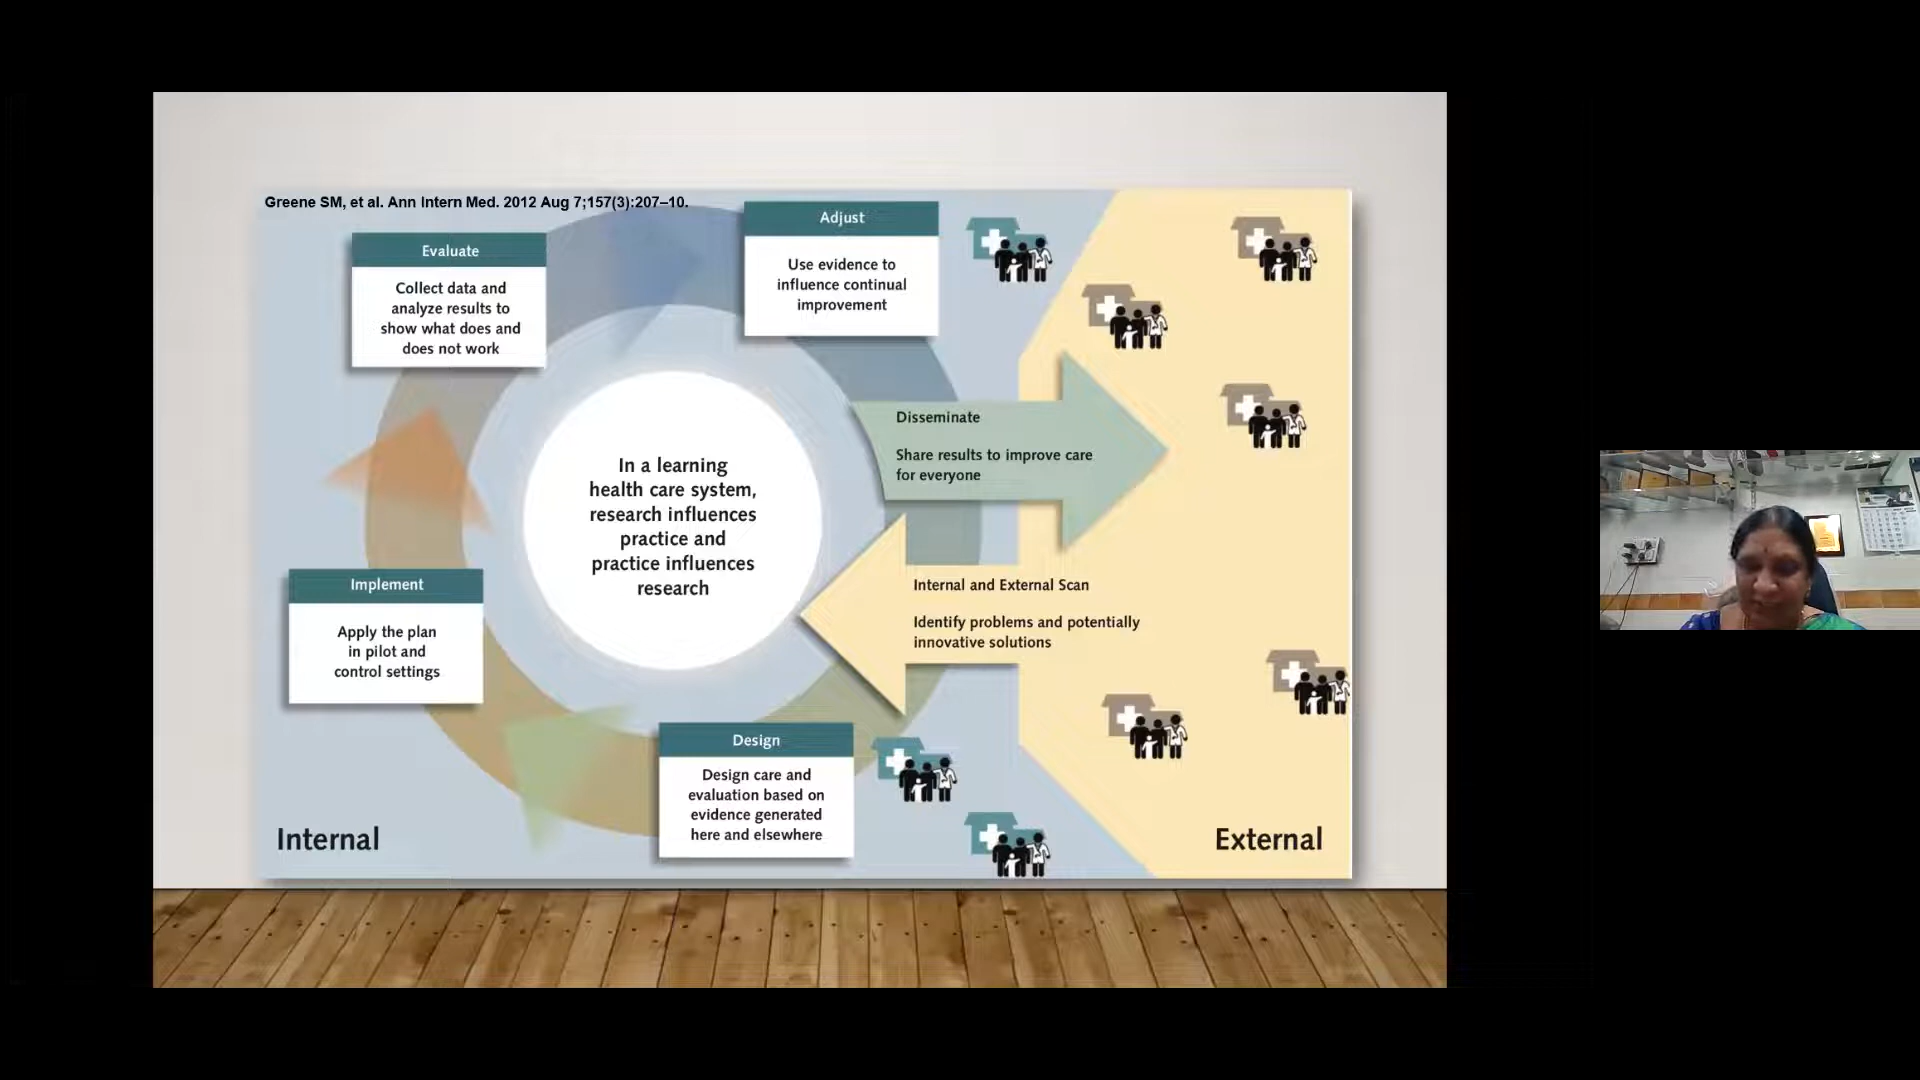 Greene SM, et al. Ann Intern Med. 2012 Aug 7;157(3):207–10.
Evaluate
Collect data and
analyze results to
show what does and
does not work
Adjust
Use evidence to
influence continual
improvement
Disseminate
Share results to improve care
for everyone
In a learning
health care system,
research influences
practice and
practice influences
research
Internal and External Scan
Identify problems and potentially
innovative solutions
Implement
Apply the plan
in pilot and
control settings
Design
Design care and
evaluation based on
evidence generated
here and elsewhere
Internal
External